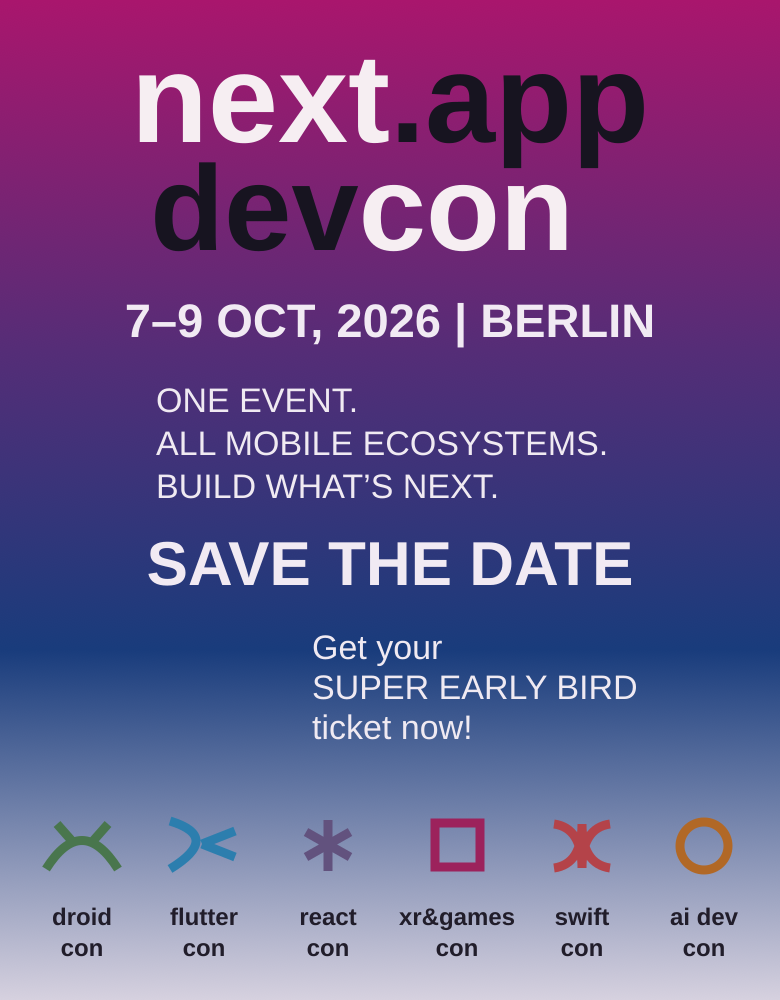 next.app
devcon
7–9 OCT, 2026 | BERLIN
ONE EVENT.
ALL MOBILE ECOSYSTEMS.
BUILD WHAT’S NEXT.
SAVE THE DATE
Get your
SUPER EARLY BIRD
ticket now!
droid
con
flutter
con
react
con
xr&games
con
swift
con
ai dev
con